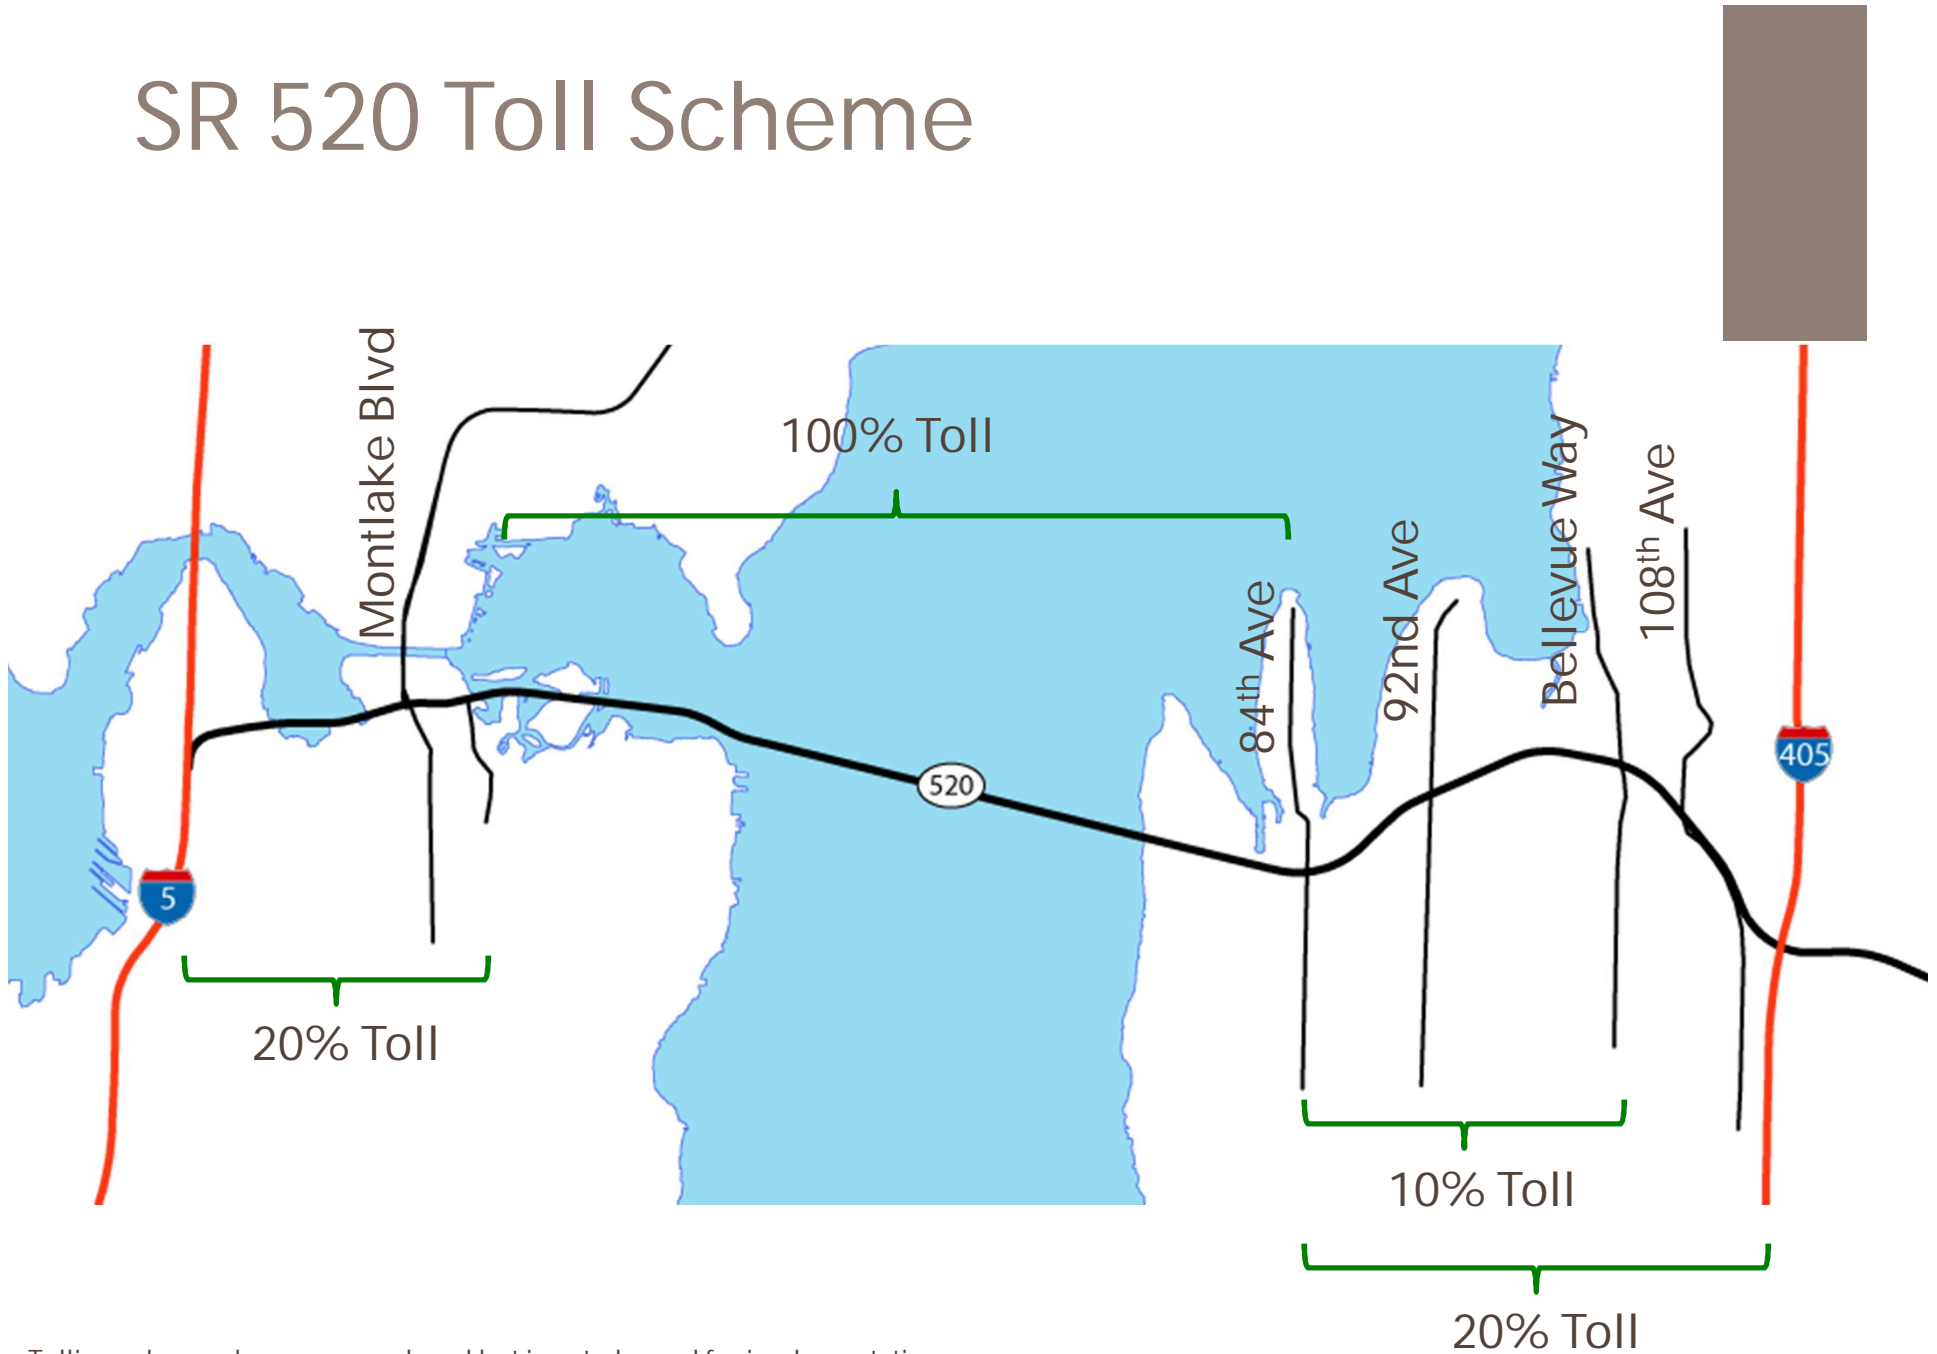 SR 520 Toll Scheme
Montlake Blvd
100% Toll
84th Ave
92nd Ave
Bellevue Way
108th Ave
520
405
5
20% Toll
10% Toll
20% Toll